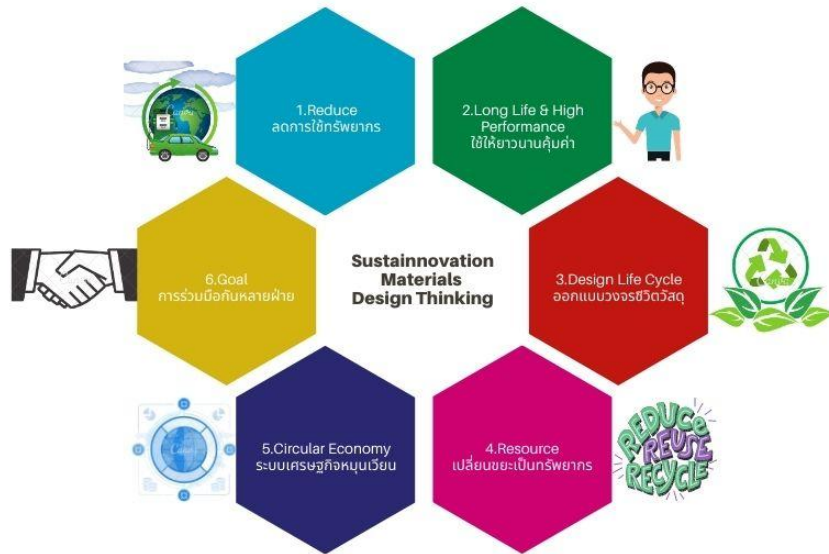 1.Reduce
ลดการใช้ทรัพยากร
2.Long Life & High
Performance
ใช้ให้ยาวนานคุ้มค่า
6.Goal
การร่วมมือกันหลายฝ่าย
Sustainnovation
Materials
Design Thinking
3.Design Life Cycle
ออกแบบวงจรชีวิตวัสดุ
5.Circular Economy
ระบบเศรษฐกิจหมุนเวียน
4.Resource
เปลี่ยนขยะเป็นทรัพยากร
REDUCE
REUSE
RECYCLE